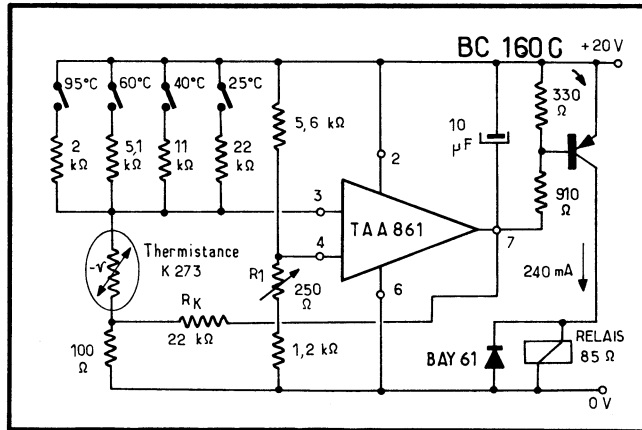 BC 160C
+20 V
95°C
60°C
40°C
25°C
330
Ω
2
kΩ
5,1
kΩ
11
kΩ
22
kΩ
5,6 kΩ
2
10
µF
910
Ω
3
4
TAA 861
7
6
Thermistance
K 273
R1
250
Ω
240 mA
RK
22 kΩ
100
Ω
1,2 kΩ
BAY 61
RELAIS
85 Ω
0 V